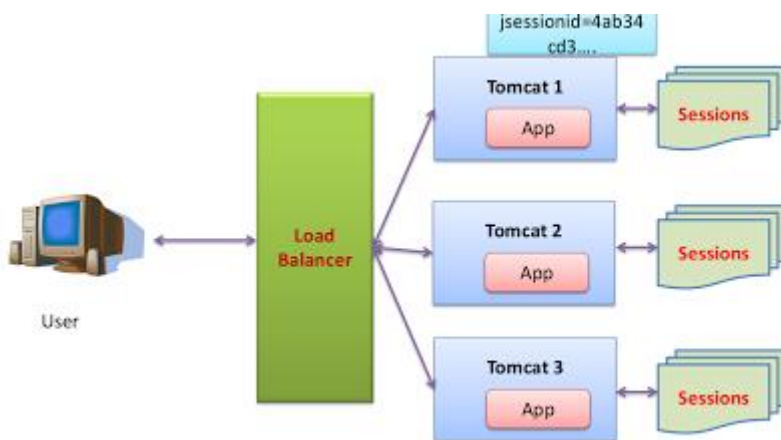 jsessionid=4ab34
cd3....
Tomcat 1
App
Sessions
Load
Balancer
Tomcat 2
App
Sessions
User
Tomcat 3
App
Sessions